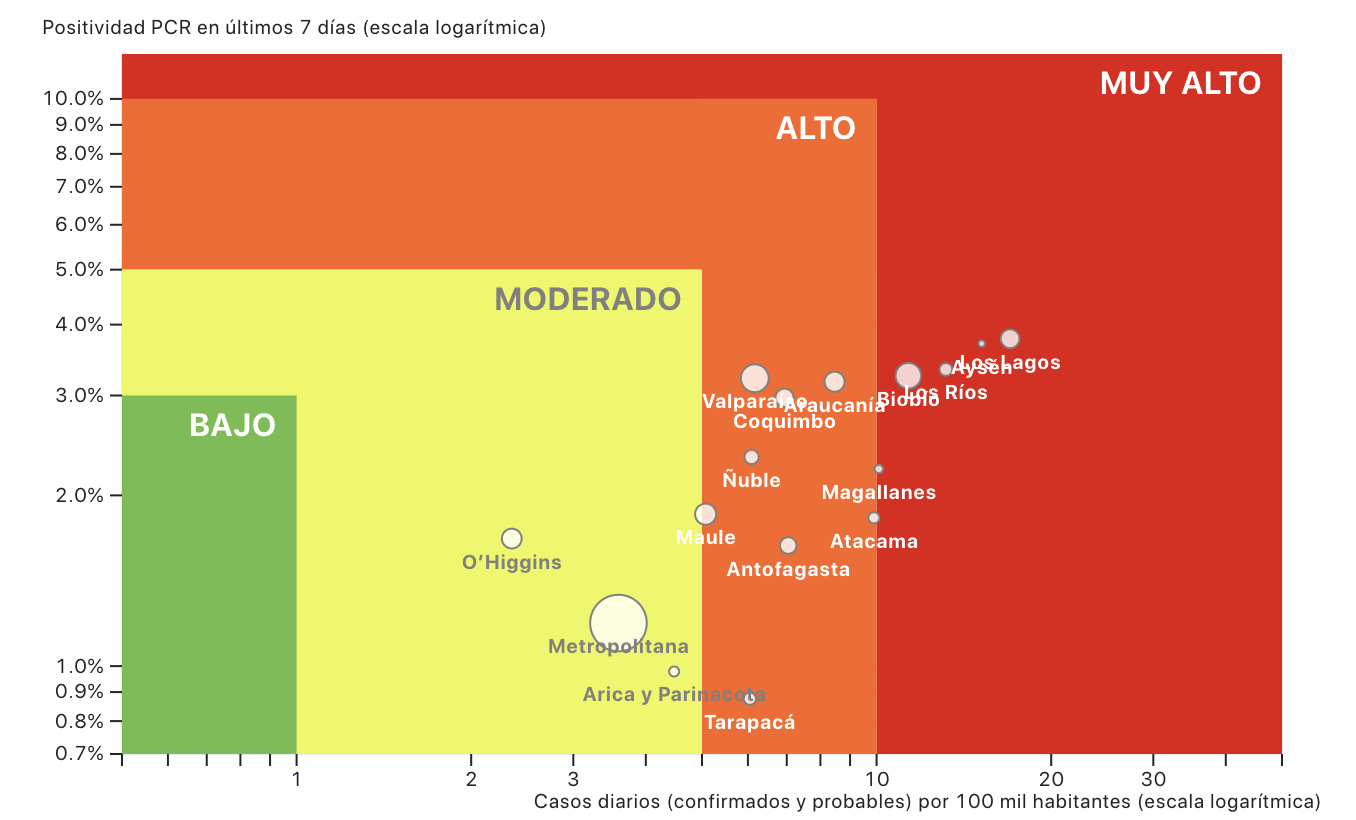 Positividad PCR en últimos 7 días (escala logarítmica)
MUY ALTO
10.0%
ALTO
9.0%
8.0%
7.0%
6.0%
5.0%
MODERADO
4.0%
Los Lagos
Aysén
3.0%
Los Ríos
Biobío
Valparaíso
Araucanía
Coquimbo
BAJO
Ñuble
2.0%
Magallanes
Maule
Atacama
O’Higgins
Antofagasta
Metropolitana
1.0%
0.9%
Arica y Parinacota
0.8%
Tarapacá
0.7%
1 2 3 10 20 30
Casos diarios (confirmados y probables) por 100 mil habitantes (escala logarítmica)